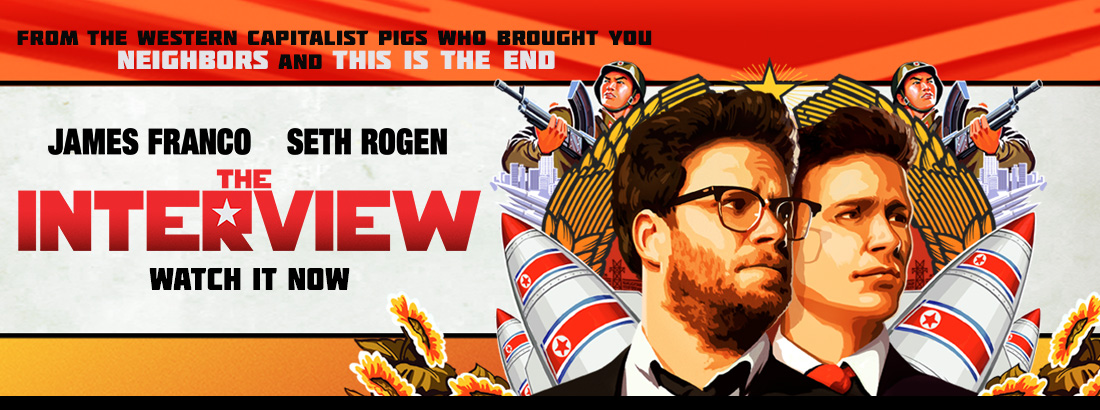 FROM THE WESTERN CAPITALIST PIGS WHO BROUGHT YOU
NEIGHBORS AND THIS IS THE END
JAMES FRANCO SETH ROGEN
THE
INTERVIEW
WATCH IT NOW